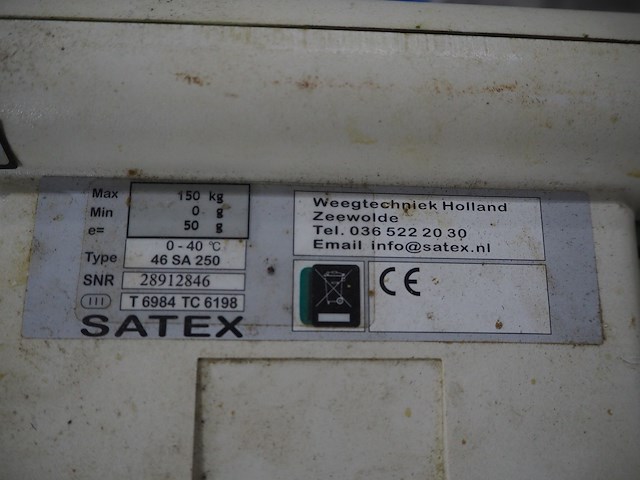 Max 150 kg
Min 0 g
e= 50 g
0 - 40 °C
Type 46 SA 250
SNR 28912846
III T 6984 TC 6198
SATEX
Weegtechniek Holland
Zeewolde
Tel. 036 522 20 30
Email info@satex.nl
CE